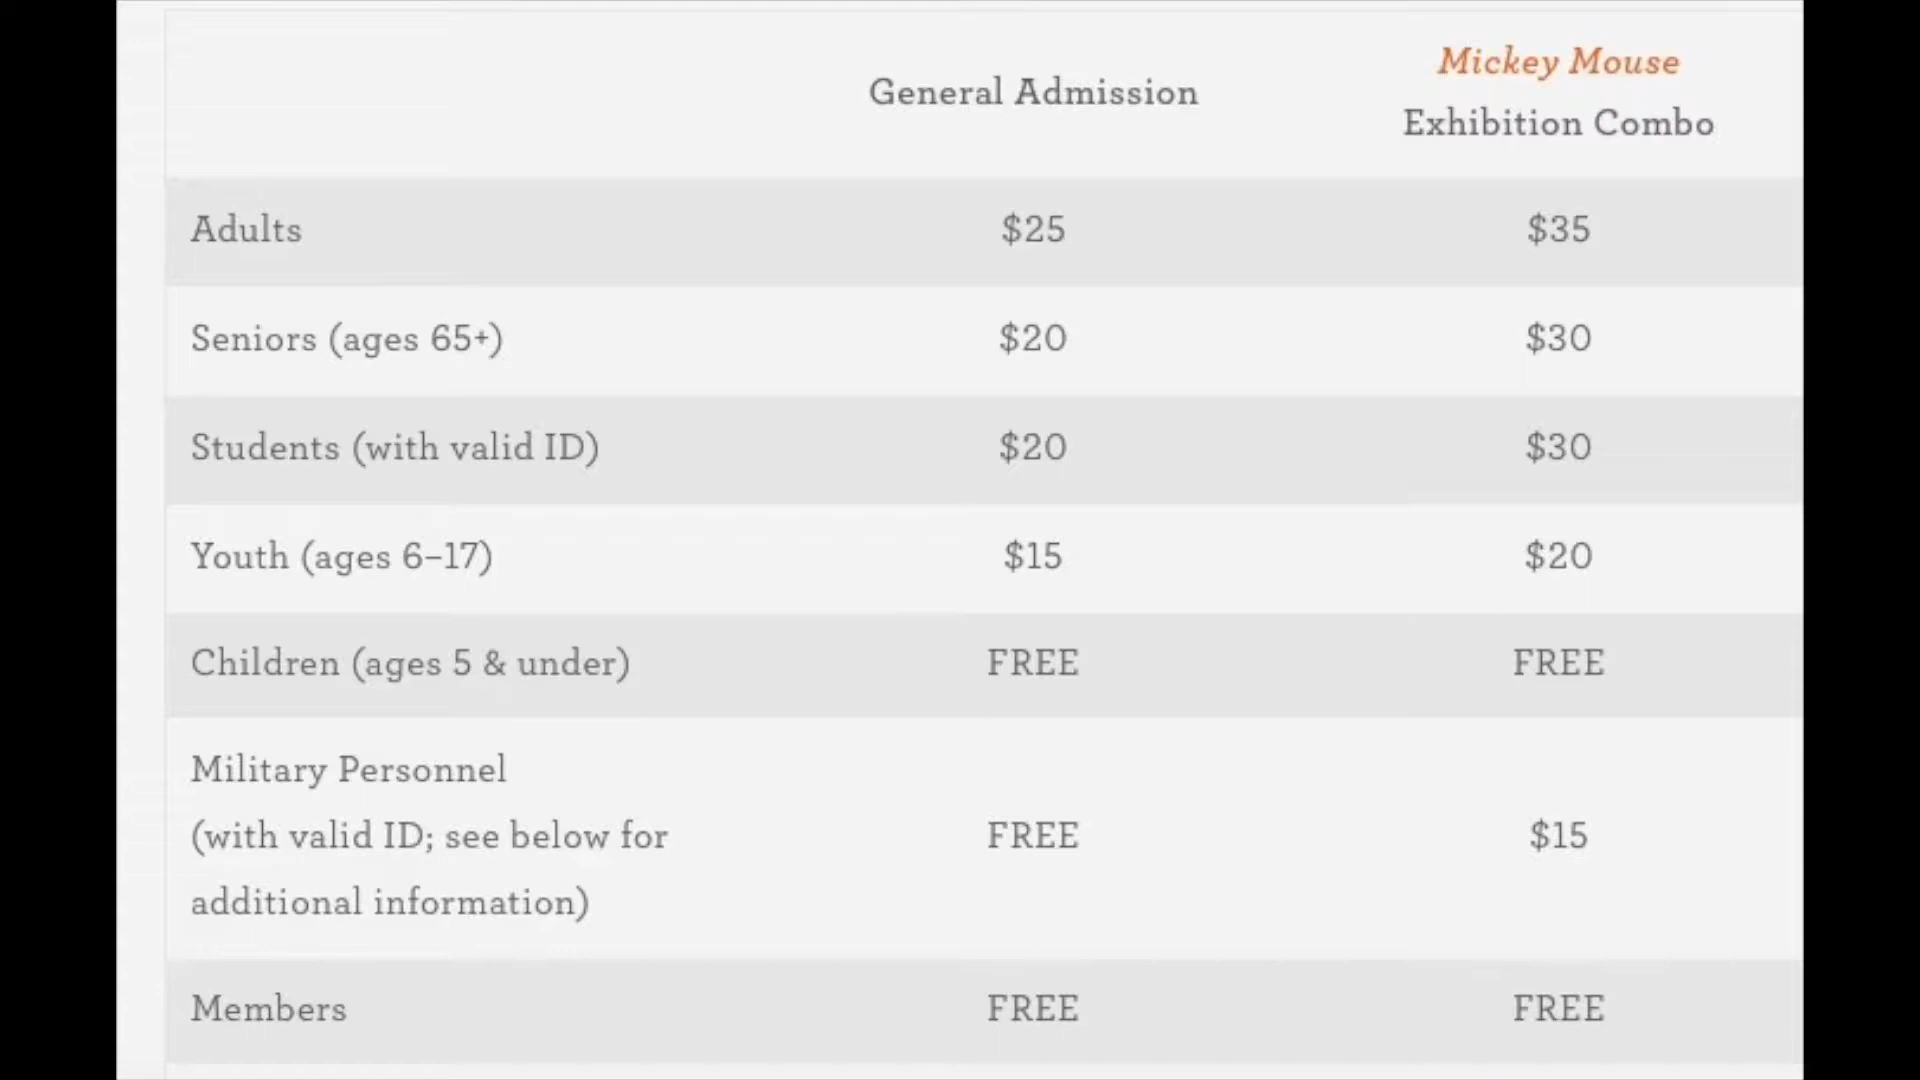 General Admission
Mickey Mouse
Exhibition Combo
Adults $25 $35
Seniors (ages 65+) $20 $30
Students (with valid ID) $20 $30
Youth (ages 6–17) $15 $20
Children (ages 5 & under) FREE FREE
Military Personnel
(with valid ID; see below for FREE $15
additional information)
Members FREE FREE